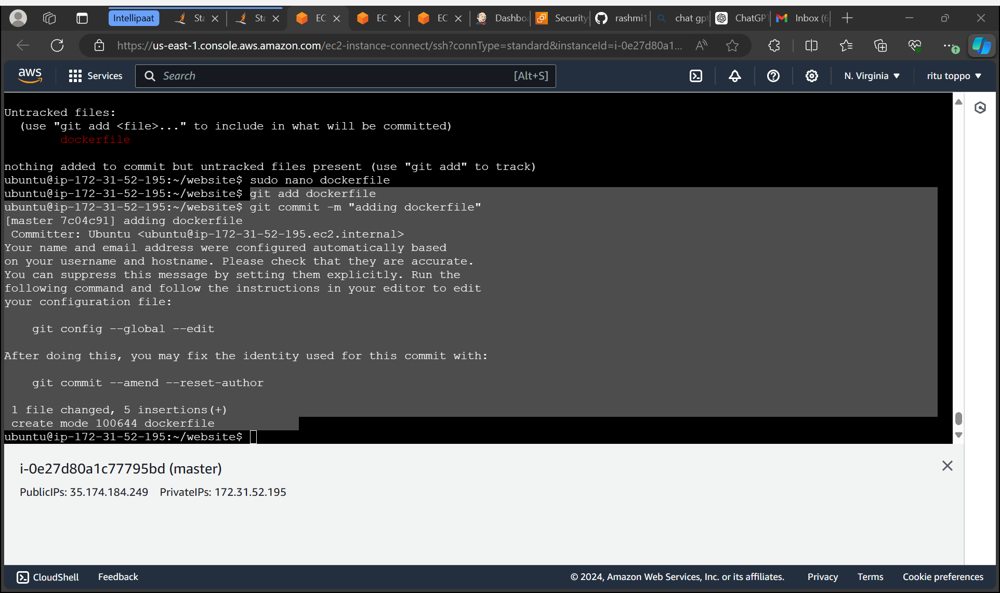 Intellipaat
Sta
Sta
EC
EC
EC
Dashboa
Security
rashmi1
chat gpt
ChatGPT
Inbox (6
https://us-east-1.console.aws.amazon.com/ec2-instance-connect/ssh?connType=standard&instanceId=i-0e27d80a1...
aws
Services
Search
[Alt+S]
N. Virginia
ritu toppo
Untracked files:
(use "git add <file>..." to include in what will be committed)
dockerfile
nothing added to commit but untracked files present (use "git add" to track)
ubuntu@ip-172-31-52-195:~/website$ sudo nano dockerfile
ubuntu@ip-172-31-52-195:~/website$ git add dockerfile
ubuntu@ip-172-31-52-195:~/website$ git commit -m "adding dockerfile"
[master 7c04c91] adding dockerfile
Committer: Ubuntu <ubuntu@ip-172-31-52-195.ec2.internal>
Your name and email address were configured automatically based
on your username and hostname. Please check that they are accurate.
You can suppress this message by setting them explicitly. Run the
following command and follow the instructions in your editor to edit
your configuration file:
git config --global --edit
After doing this, you may fix the identity used for this commit with:
git commit --amend --reset-author
1 file changed, 5 insertions(+)
create mode 100644 dockerfile
ubuntu@ip-172-31-52-195:~/website$
i-0e27d80a1c77795bd (master)
PublicIPs: 35.174.184.249 PrivateIPs: 172.31.52.195
CloudShell
Feedback
© 2024, Amazon Web Services, Inc. or its affiliates.
Privacy
Terms
Cookie preferences